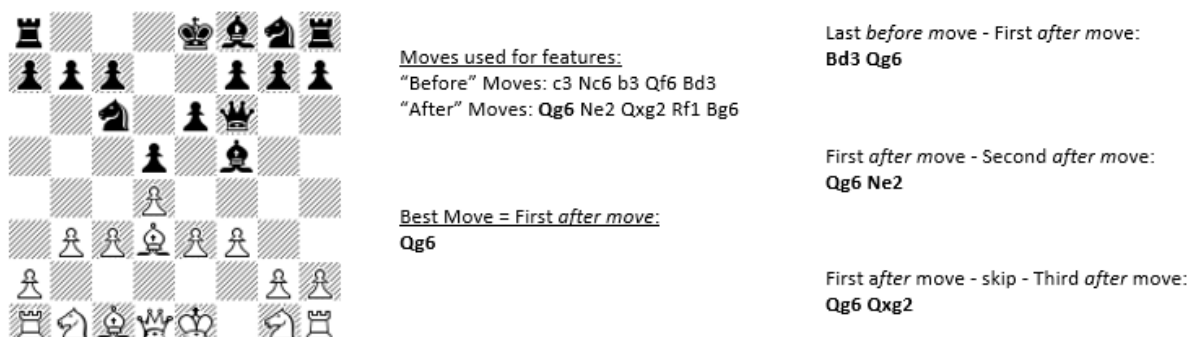 Moves used for features:
“Before” Moves: c3 Nc6 b3 Qf6 Bd3
“After” Moves: Qg6 Ne2 Qxg2 Rf1 Bg6
Best Move = First after move:
Qg6
Last before move - First after move:
Bd3 Qg6
First after move - Second after move:
Qg6 Ne2
First after move - skip - Third after move:
Qg6 Qxg2